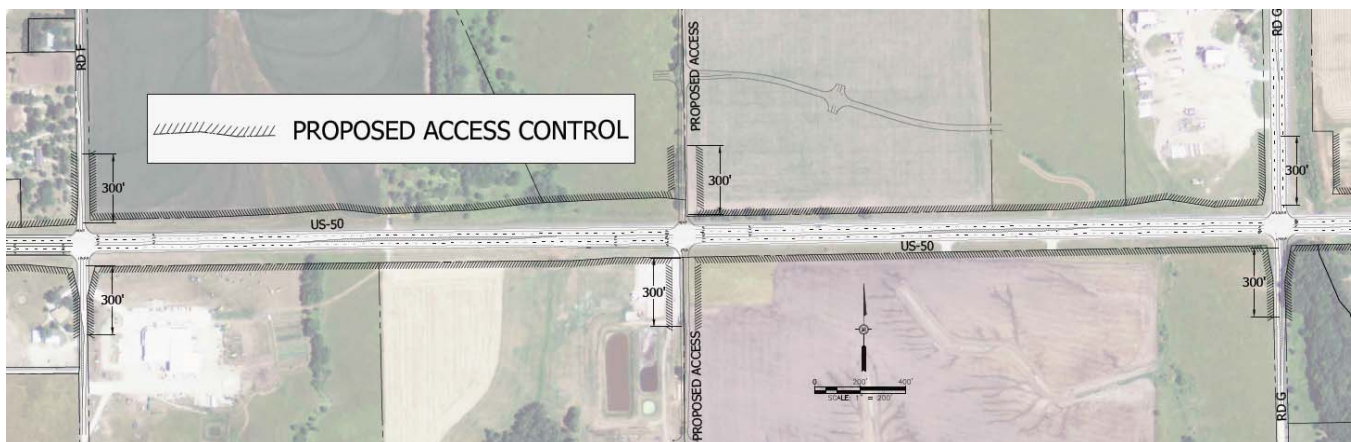 RD F
PROPOSED ACCESS
RD G
PROPOSED ACCESS CONTROL
300'
300'
300'
US-50
US-50
300'
300'
300'
0 200' 400'
SCALE: 1" = 200'
PROPOSED ACCESS
RD G